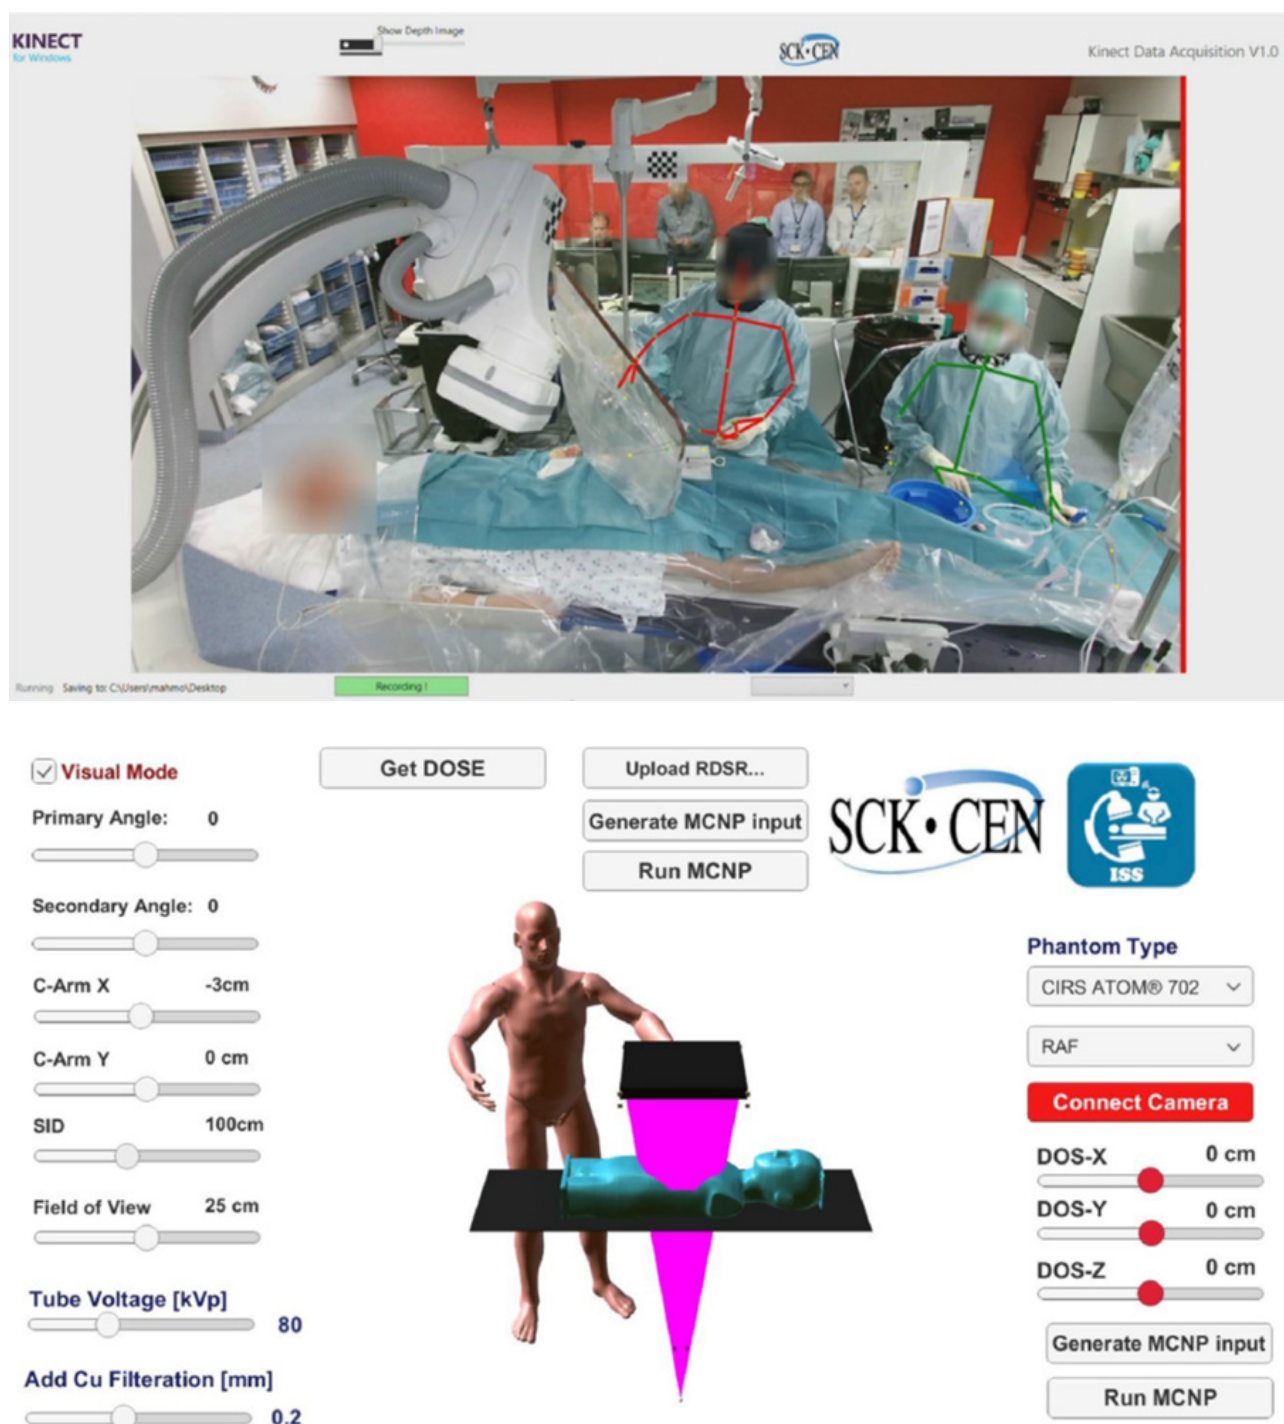 KINECT
for Windows
Show Depth Image
SCK•CEN
Kinect Data Acquisition V1.0
Running Saving to: C:\Users\mahmo\Desktop
Recording !
Visual Mode
Get DOSE
Upload RDSR...
Primary Angle: 0
Generate MCNP input
SCK•CEN
ISS
Run MCNP
Secondary Angle: 0
Phantom Type
C-Arm X -3cm
CIRS ATOM® 702
C-Arm Y 0 cm
RAF
Connect Camera
SID 100cm
DOS-X 0 cm
Field of View 25 cm
DOS-Y 0 cm
DOS-Z 0 cm
Tube Voltage [kVp]
80
Generate MCNP input
Add Cu Filteration [mm]
Run MCNP
0.2